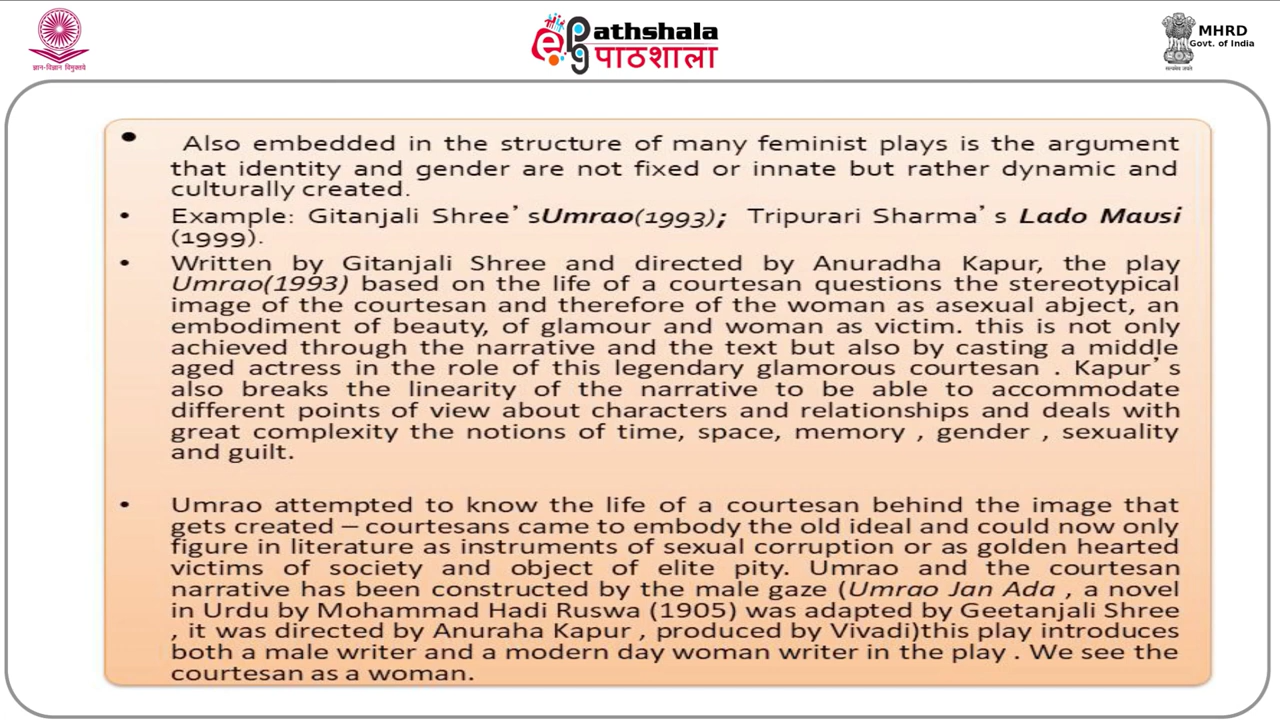 ज्ञान-विज्ञान विमुक्तये
epg
athshala
पाठशाला
MHRD
Govt. of India
सत्यमेव जयते
• Also embedded in the structure of many feminist plays is the argument
that identity and gender are not fixed or innate but rather dynamic and
culturally created.
• Example: Gitanjali Shree’ sUmrao(1993); Tripurari Sharma’ s Lado Mausi
(1999).
• Written by Gitanjali Shree and directed by Anuradha Kapur, the play
Umrao(1993) based on the life of a courtesan questions the stereotypical
image of the courtesan and therefore of the woman as asexual abject, an
embodiment of beauty, of glamour and woman as victim. this is not only
achieved through the narrative and the text but also by casting a middle
aged actress in the role of this legendary glamorous courtesan . Kapur’ s
also breaks the linearity of the narrative to be able to accommodate
different points of view about characters and relationships and deals with
great complexity the notions of time, space, memory , gender , sexuality
and guilt.
• Umrao attempted to know the life of a courtesan behind the image that
gets created – courtesans came to embody the old ideal and could now only
figure in literature as instruments of sexual corruption or as golden hearted
victims of society and object of elite pity. Umrao and the courtesan
narrative has been constructed by the male gaze (Umrao Jan Ada , a novel
in Urdu by Mohammad Hadi Ruswa (1905) was adapted by Geetanjali Shree
, it was directed by Anuraha Kapur , produced by Vivadi)this play introduces
both a male writer and a modern day woman writer in the play . We see the
courtesan as a woman.